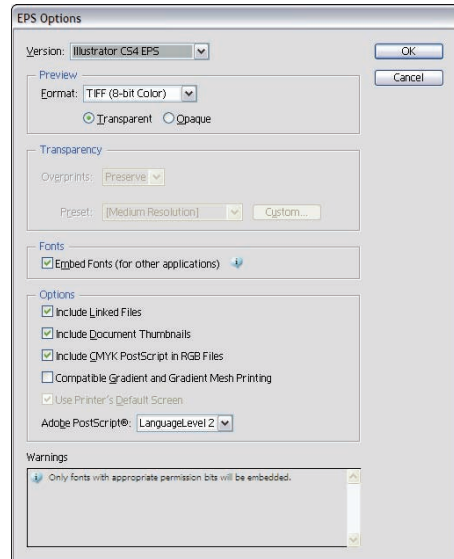 EPS Options
Version: Illustrator CS4 EPS
OK
Cancel
Preview
Format: TIFF (8-bit Color)
Transparent Opaque
Transparency
Overprints: Preserve
Preset: [Medium Resolution] Custom...
Fonts
Embed Fonts (for other applications)
Options
Include Linked Files
Include Document Thumbnails
Include CMYK PostScript in RGB Files
Compatible Gradient and Gradient Mesh Printing
Use Printer's Default Screen
Adobe PostScript®: LanguageLevel 2
Warnings
Only fonts with appropriate permission bits will be embedded.